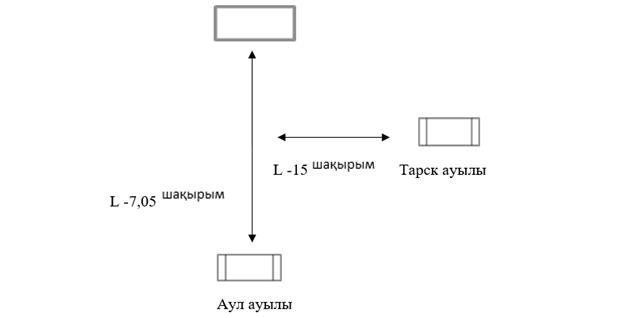 L -15 шақырым
Тарск ауылы
L -7,05 шақырым
Аул ауылы